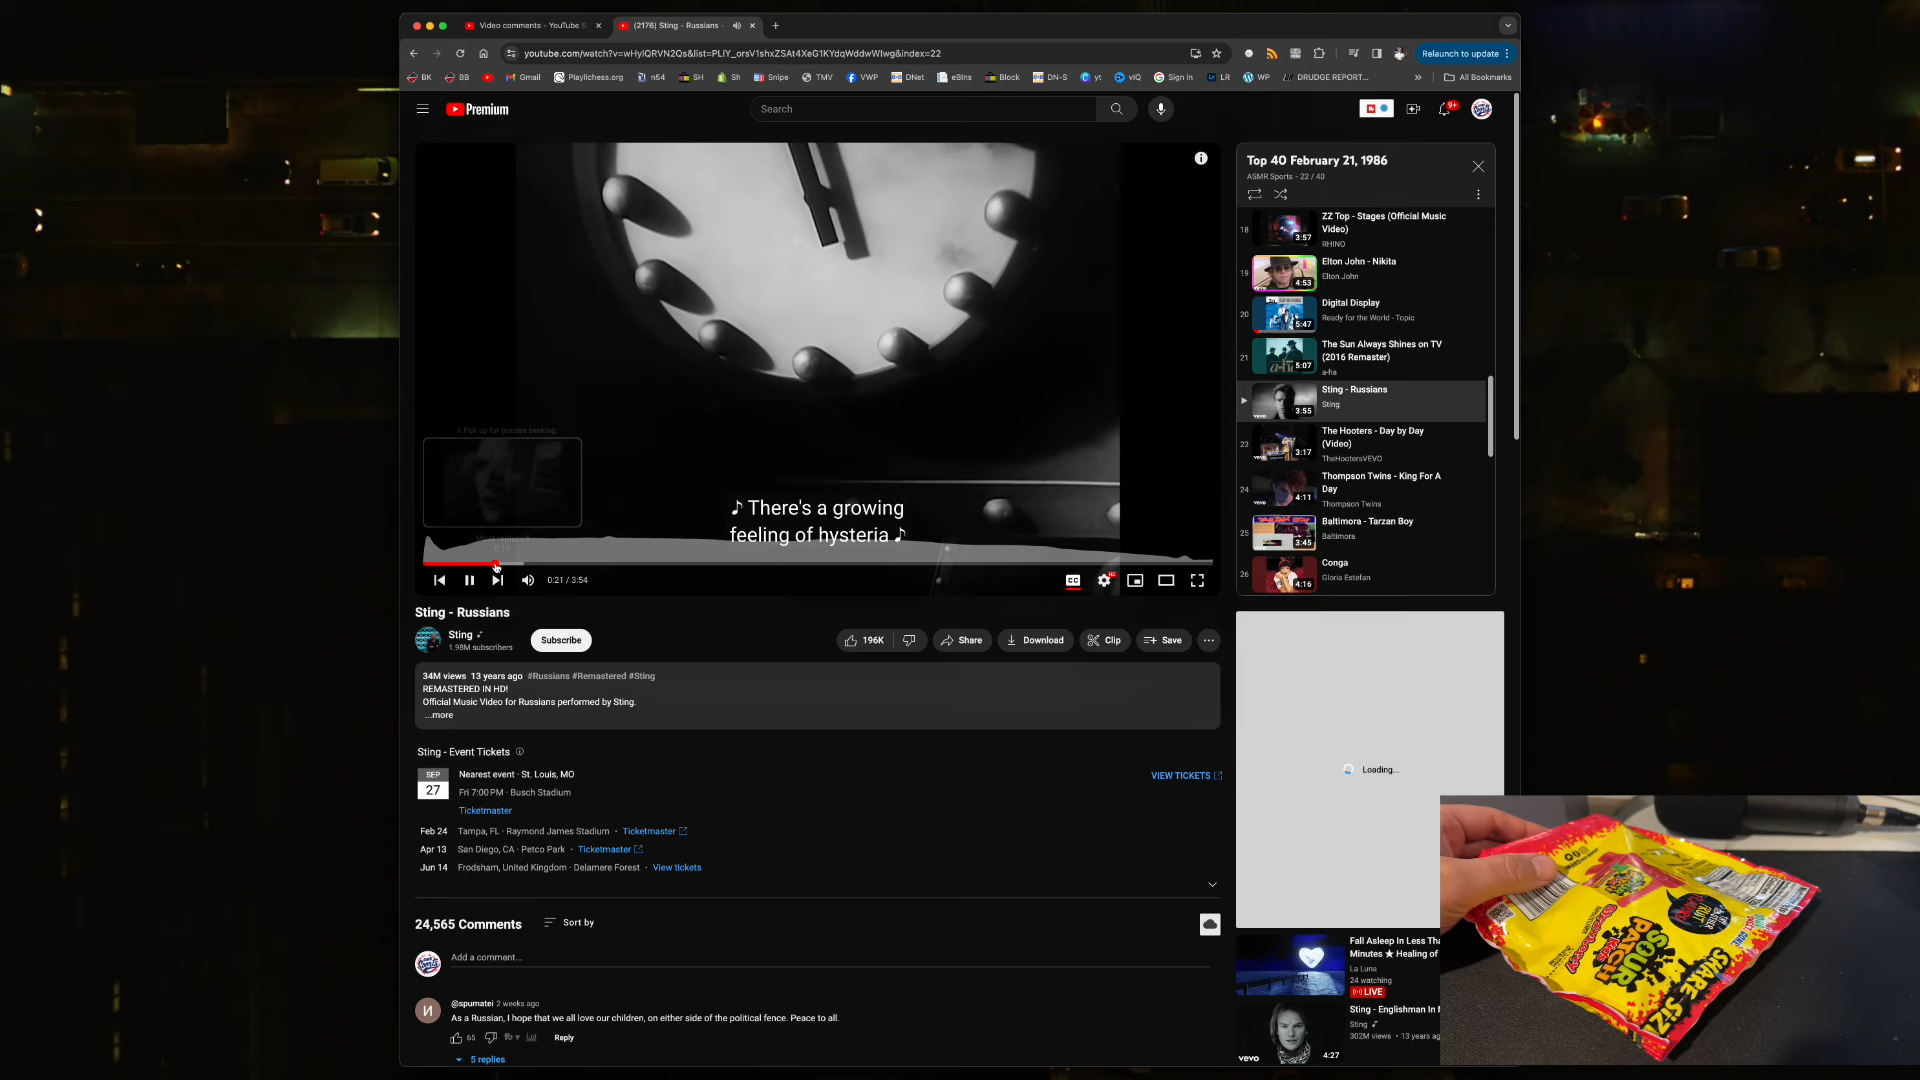 Video comments - YouTube S
(2176) Sting - Russians -
youtube.com/watch?v=wHylQRVN2Qs&list=PLIY_orsV1shxZSAt4XeG1KYdqWddwWIwg&index=22
Relaunch to update
BK
BB
Gmail
Playlichess.org
n64
SH
Sh
Snipe
TMV
VWP
DNet
eBlns
Block
DN-S
yt
vIQ
Sign in
LR
WP
DRUDGE REPORT...
»
All Bookmarks
Premium
Search
9+
Top 40 February 21, 1986
ASMR Sports - 22 / 40
18
ZZ Top - Stages (Official Music
Video)
RHINO
3:57
19
Elton John - Nikita
Elton John
4:53
20
Digital Display
Ready for the World - Topic
5:47
21
The Sun Always Shines on TV
(2016 Remaster)
a-ha
5:07
Sting - Russians
Sting
3:55
23
The Hooters - Day by Day
(Video)
TheHootersVEVO
3:17
24
Thompson Twins - King For A
Day
Thompson Twins
4:11
25
Baltimora - Tarzan Boy
Baltimora
3:45
26
Conga
Gloria Estefan
4:16
Pull up for precise seeking
♪ There's a growing
feeling of hysteria ♪
Most replayed
0:21 / 3:54
CC
HD
Sting - Russians
Sting
1.98M subscribers
Subscribe
196K
Share
Download
Clip
Save
34M views 13 years ago #Russians #Remastered #Sting
REMASTERED IN HD!
Official Music Video for Russians performed by Sting.
...more
Sting - Event Tickets
SEP
27
Nearest event · St. Louis, MO
Fri 7:00 PM · Busch Stadium
Ticketmaster
VIEW TICKETS
Feb 24 Tampa, FL · Raymond James Stadium · Ticketmaster
Apr 13 San Diego, CA · Petco Park · Ticketmaster
Jun 14 Frodsham, United Kingdom · Delamere Forest · View tickets
24,565 Comments
Sort by
Add a comment...
И
@spumatei 2 weeks ago
As a Russian, I hope that we all love our children, on either side of the political fence. Peace to all.
65
Reply
5 replies
Loading...
Fall Asleep In Less Tha
Minutes ★ Healing of
La Luna
24 watching
LIVE
Sting - Englishman In N
Sting
302M views · 13 years ag
4:27
vevo
SOUR
PATCH
Kids
Strawberry
SHARE SIZE